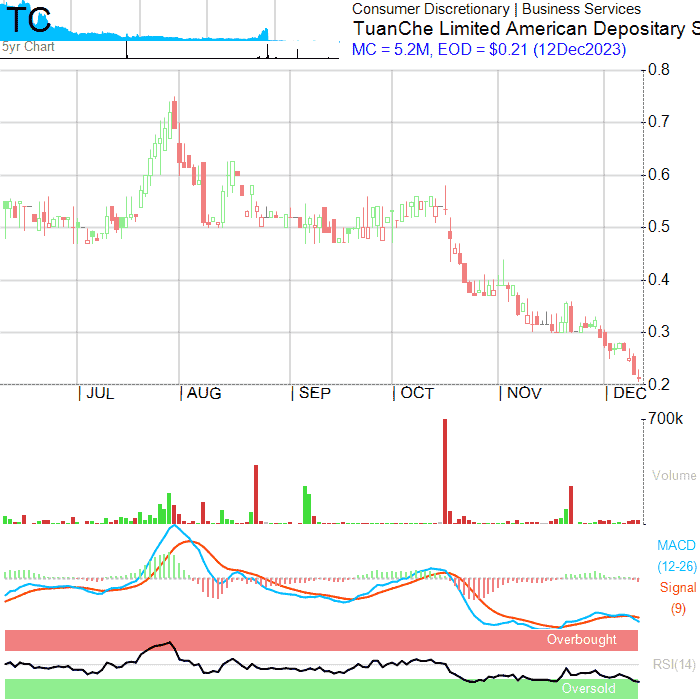 TC
5yr Chart
Consumer Discretionary | Business Services
TuanChe Limited American Depositary S
MC = 5.2M, EOD = $0.21 (12Dec2023)
0.8
0.7
0.6
0.5
0.4
0.3
0.2
| JUL | AUG | SEP | OCT | NOV | DEC
700k
Volume
MACD
(12-26)
Signal
(9)
Overbought
RSI(14)
Oversold